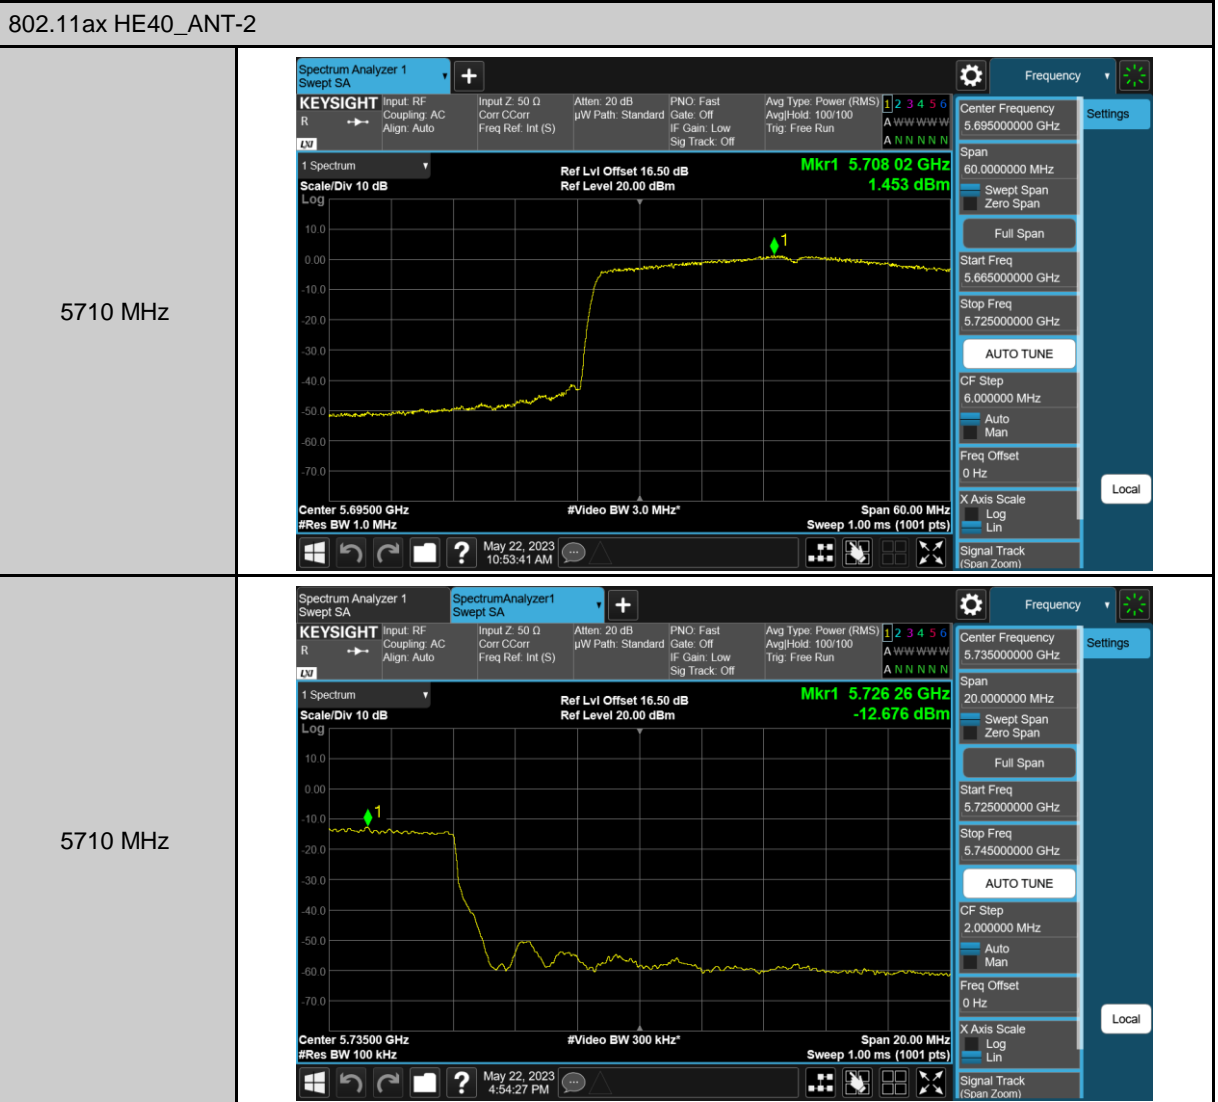 802.11ax HE40_ANT-2
5710 MHz
Spectrum Analyzer 1
Swept SA
Frequency
KEYSIGHT
R
LXI
Input: RF
Coupling: AC
Align: Auto
Input Z: 50 Ω
Corr CCorr
Freq Ref: Int (S)
Atten: 20 dB
µW Path: Standard
PNO: Fast
Gate: Off
IF Gain: Low
Sig Track: Off
Avg Type: Power (RMS)
Avg|Hold: 100/100
Trig: Free Run
1 2 3 4 5 6
A W W W W W
A N N N N N
1 Spectrum
Scale/Div 10 dB
Log
Ref Lvl Offset 16.50 dB
Ref Level 20.00 dBm
Mkr1 5.708 02 GHz
1.453 dBm
10.0
0.00
-10.0
-20.0
-30.0
-40.0
-50.0
-60.0
-70.0
1
Center 5.69500 GHz
#Res BW 1.0 MHz
#Video BW 3.0 MHz*
Span 60.00 MHz
Sweep 1.00 ms (1001 pts)
May 22, 2023
10:53:41 AM
Center Frequency
5.695000000 GHz
Span
60.0000000 MHz
Swept Span
Zero Span
Full Span
Start Freq
5.665000000 GHz
Stop Freq
5.725000000 GHz
AUTO TUNE
CF Step
6.000000 MHz
Auto
Man
Freq Offset
0 Hz
X Axis Scale
Log
Lin
Signal Track
(Span Zoom)
Settings
Local
5710 MHz
Spectrum Analyzer 1
Swept SA
SpectrumAnalyzer1
Swept SA
Frequency
KEYSIGHT
R
LXI
Input: RF
Coupling: AC
Align: Auto
Input Z: 50 Ω
Corr CCorr
Freq Ref: Int (S)
Atten: 20 dB
µW Path: Standard
PNO: Fast
Gate: Off
IF Gain: Low
Sig Track: Off
Avg Type: Power (RMS)
Avg|Hold: 100/100
Trig: Free Run
1 2 3 4 5 6
A W W W W W
A N N N N N
1 Spectrum
Scale/Div 10 dB
Log
Ref Lvl Offset 16.50 dB
Ref Level 20.00 dBm
Mkr1 5.726 26 GHz
-12.676 dBm
10.0
0.00
-10.0
-20.0
-30.0
-40.0
-50.0
-60.0
-70.0
1
Center 5.73500 GHz
#Res BW 100 kHz
#Video BW 300 kHz*
Span 20.00 MHz
Sweep 1.00 ms (1001 pts)
May 22, 2023
4:54:27 PM
Center Frequency
5.735000000 GHz
Span
20.0000000 MHz
Swept Span
Zero Span
Full Span
Start Freq
5.725000000 GHz
Stop Freq
5.745000000 GHz
AUTO TUNE
CF Step
2.000000 MHz
Auto
Man
Freq Offset
0 Hz
X Axis Scale
Log
Lin
Signal Track
(Span Zoom)
Settings
Local